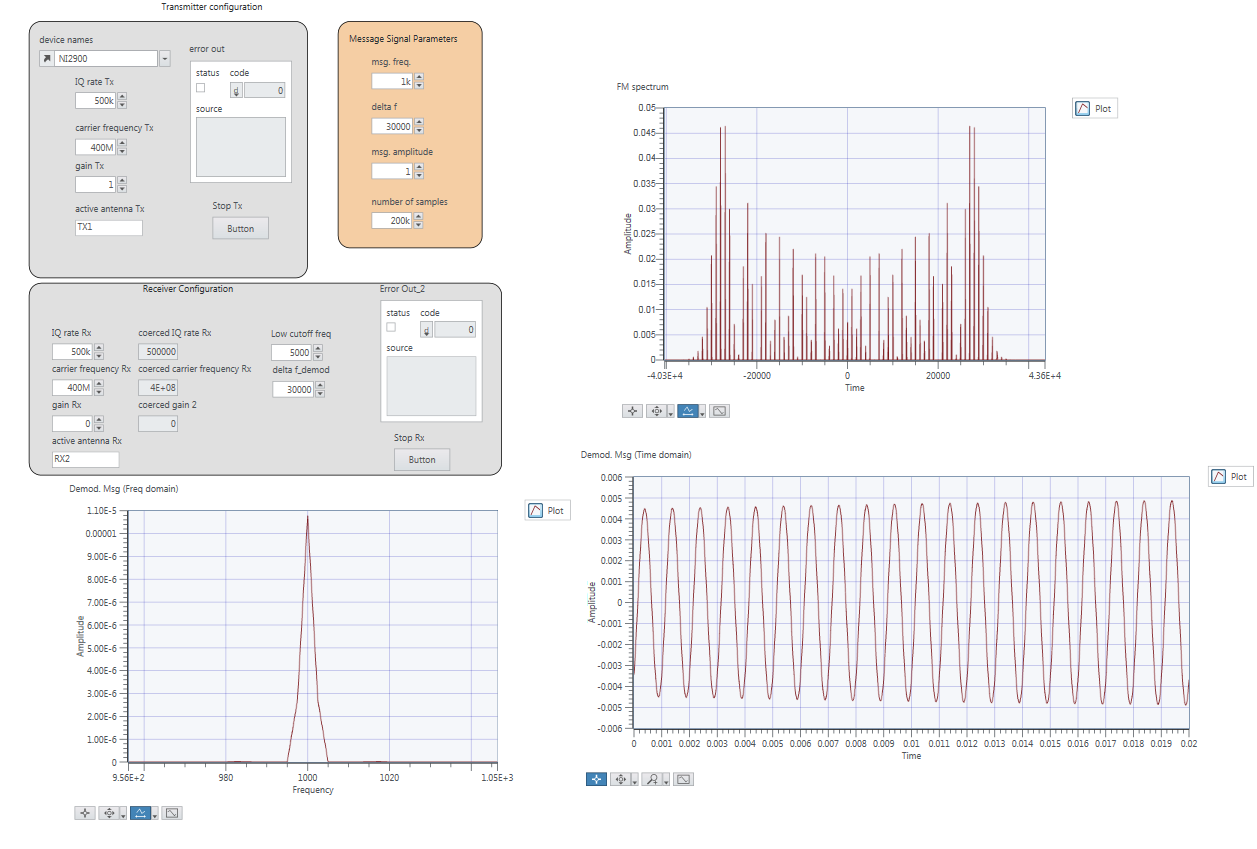 Transmitter configuration
device names
NI2900
IQ rate Tx
500k
carrier frequency Tx
400M
gain Tx
1
active antenna Tx
TX1
error out
status code
d 0
source
Stop Tx
Button
Message Signal Parameters
msg. freq.
1k
delta f
30000
msg. amplitude
1
number of samples
200k
Receiver Configuration
IQ rate Rx
500k
coerced IQ rate Rx
500000
carrier frequency Rx
400M
coerced carrier frequency Rx
4E+08
gain Rx
0
coerced gain 2
0
active antenna Rx
RX2
Low cutoff freq
5000
delta f_demod
30000
Error Out_2
status code
d 0
source
Stop Rx
Button
FM spectrum
Plot
Amplitude
0.05
0.045
0.04
0.035
0.03
0.025
0.02
0.015
0.01
0.005
0
-4.03E+4 -20000 0 20000 4.36E+4
Time
Demod. Msg (Freq domain)
Plot
Amplitude
1.10E-5
0.00001
9.00E-6
8.00E-6
7.00E-6
6.00E-6
5.00E-6
4.00E-6
3.00E-6
2.00E-6
1.00E-6
0
9.56E+2 980 1000 1020 1.05E+3
Frequency
Demod. Msg (Time domain)
Plot
Amplitude
0.006
0.005
0.004
0.003
0.002
0.001
0
-0.001
-0.002
-0.003
-0.004
-0.005
-0.006
0 0.001 0.002 0.003 0.004 0.005 0.006 0.007 0.008 0.009 0.01 0.011 0.012 0.013 0.014 0.015 0.016 0.017 0.018 0.019 0.02
Time